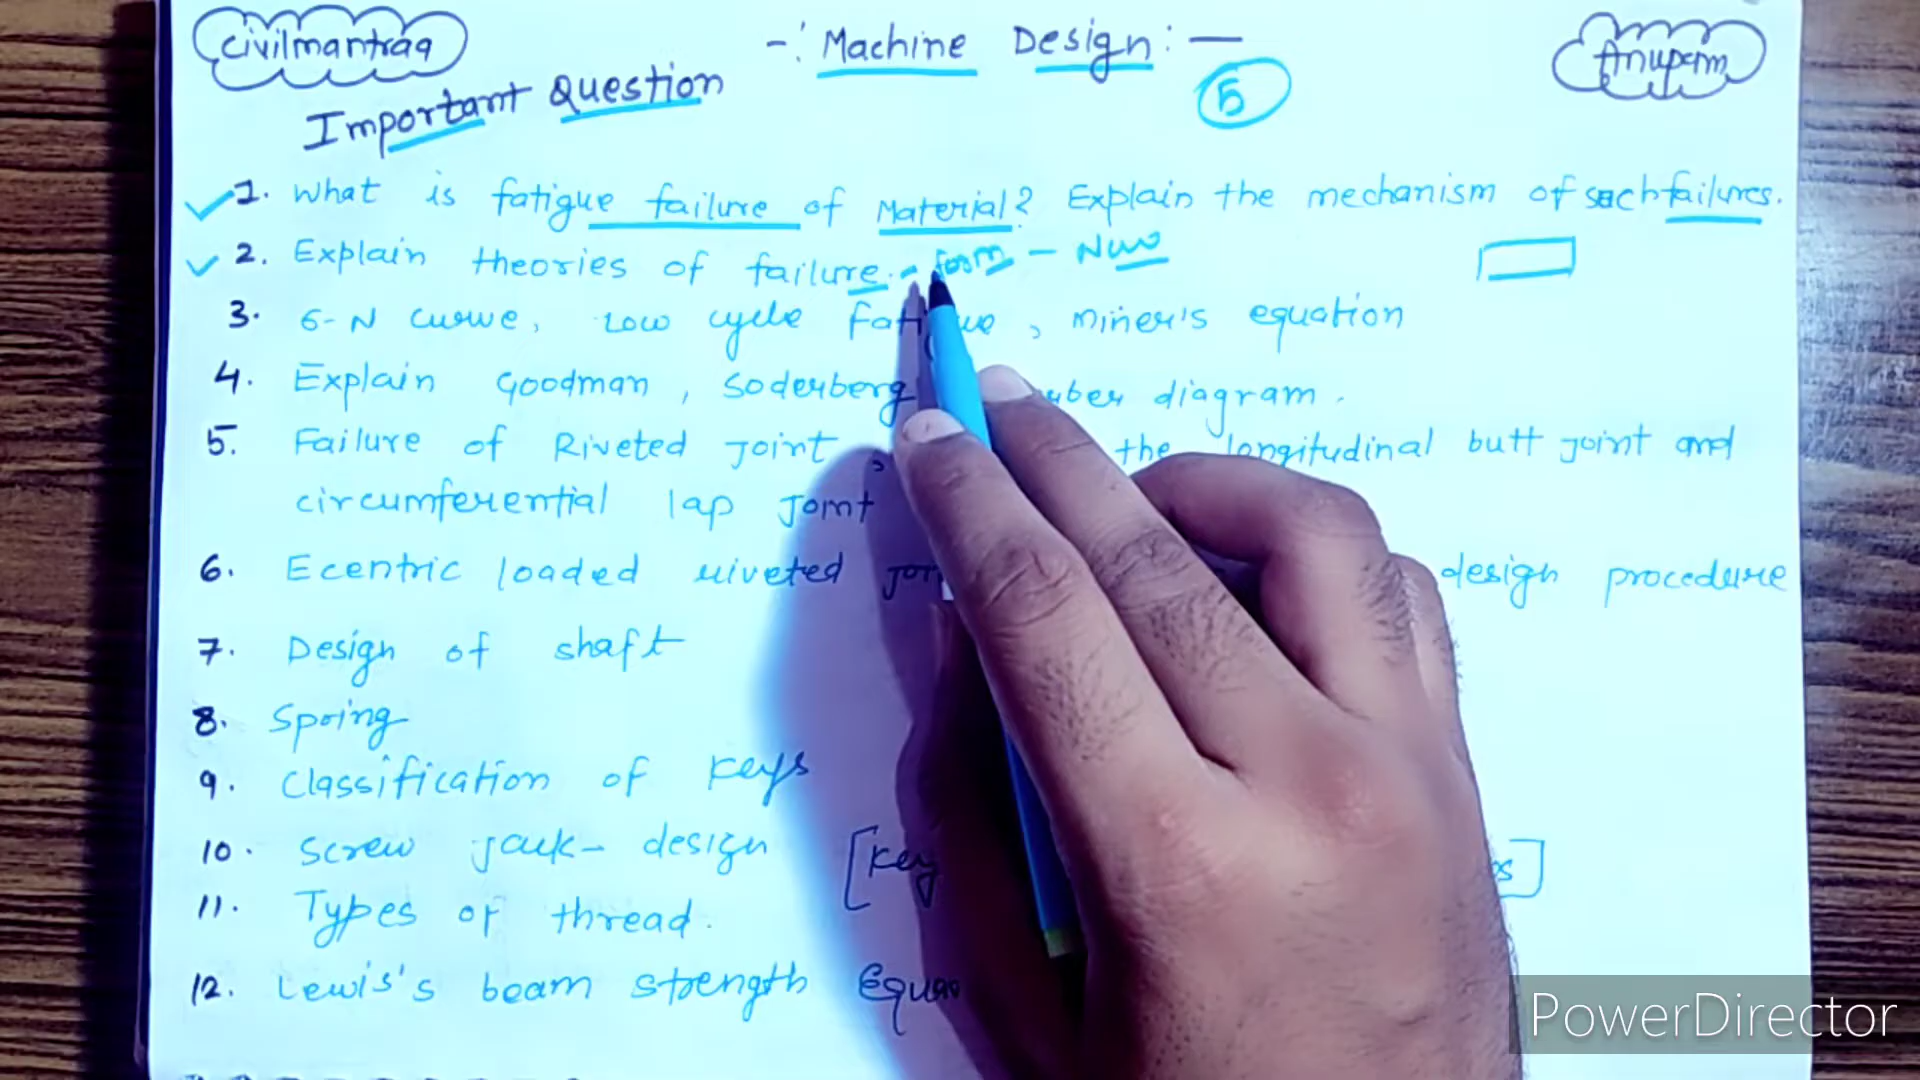 civilmantraa
-: Machine Design :-
Anupam
Important Question
5
1. What is fatigue failure of Material? Explain the mechanism of such failures.
2. Explain theories of failure. - form - Nuo
3. 6-N curve, Low cycle Fatigue, miner's equation
4. Explain Goodman, Soderberg diagram.
5. Failure of Riveted Joint, the longitudinal butt joint and
circumferential lap Joint
6. Ecentric loaded riveted design procedure
7. Design of shaft
8. Spring
9. Classification of Keys
10. Screw Jack- design [Key
11. Types of thread.
12. Lewis's beam strength
PowerDirector